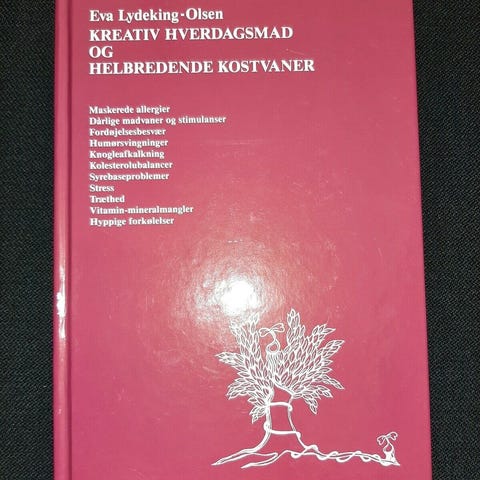 Eva Lydeking-Olsen
KREATIV HVERDAGSMAD
OG
HELBREDENDE KOSTVANER
Maskerede allergier
Dårlige madvaner og stimulanser
Fordøjelsesbesvær
Humørsvingninger
Knogleafkalkning
Kolesterolubalancer
Syrebaseproblemer
Stress
Træthed
Vitamin-mineralmangler
Hyppige forkølelser